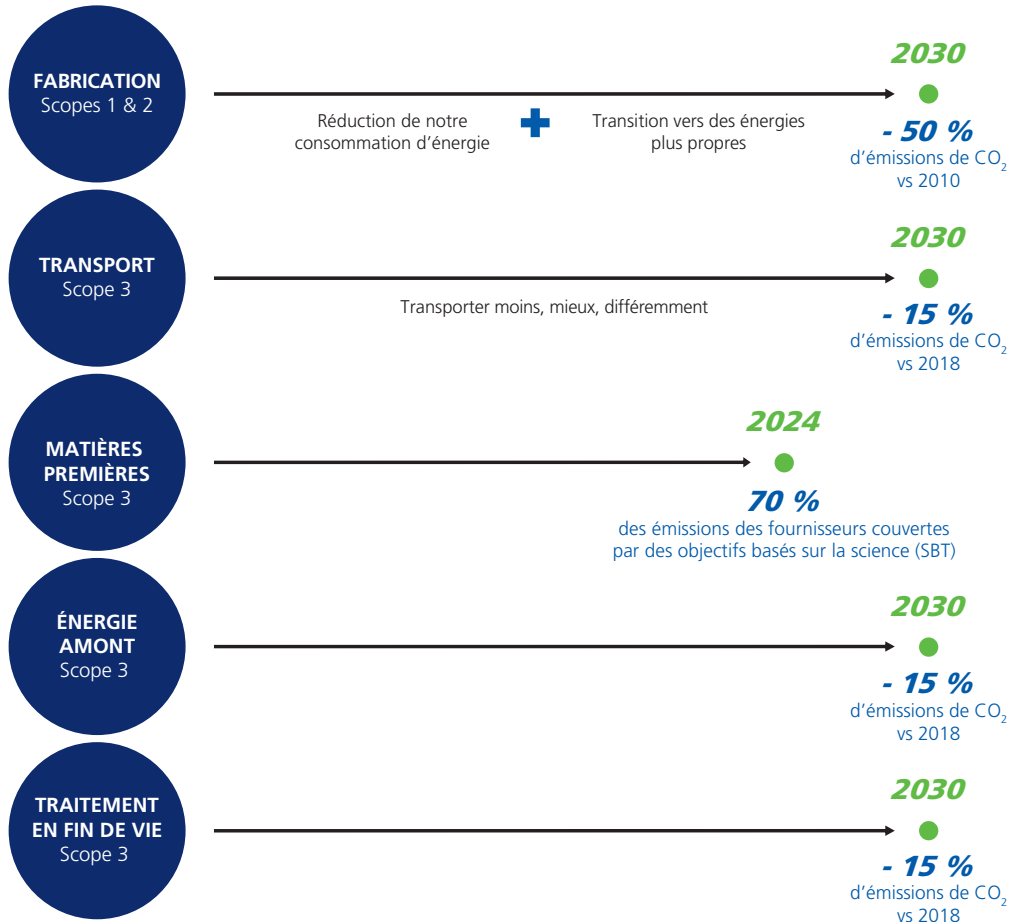 FABRICATION
Scopes 1 & 2
Réduction de notre
consommation d'énergie
+
Transition vers des énergies
plus propres
2030
- 50 %
d'émissions de CO₂
vs 2010
TRANSPORT
Scope 3
Transporter moins, mieux, différemment
2030
- 15 %
d'émissions de CO₂
vs 2018
MATIÈRES
PREMIÈRES
Scope 3
2024
70 %
des émissions des fournisseurs couvertes
par des objectifs basés sur la science (SBT)
ÉNERGIE
AMONT
Scope 3
2030
- 15 %
d'émissions de CO₂
vs 2018
TRAITEMENT
EN FIN DE VIE
Scope 3
2030
- 15 %
d'émissions de CO₂
vs 2018